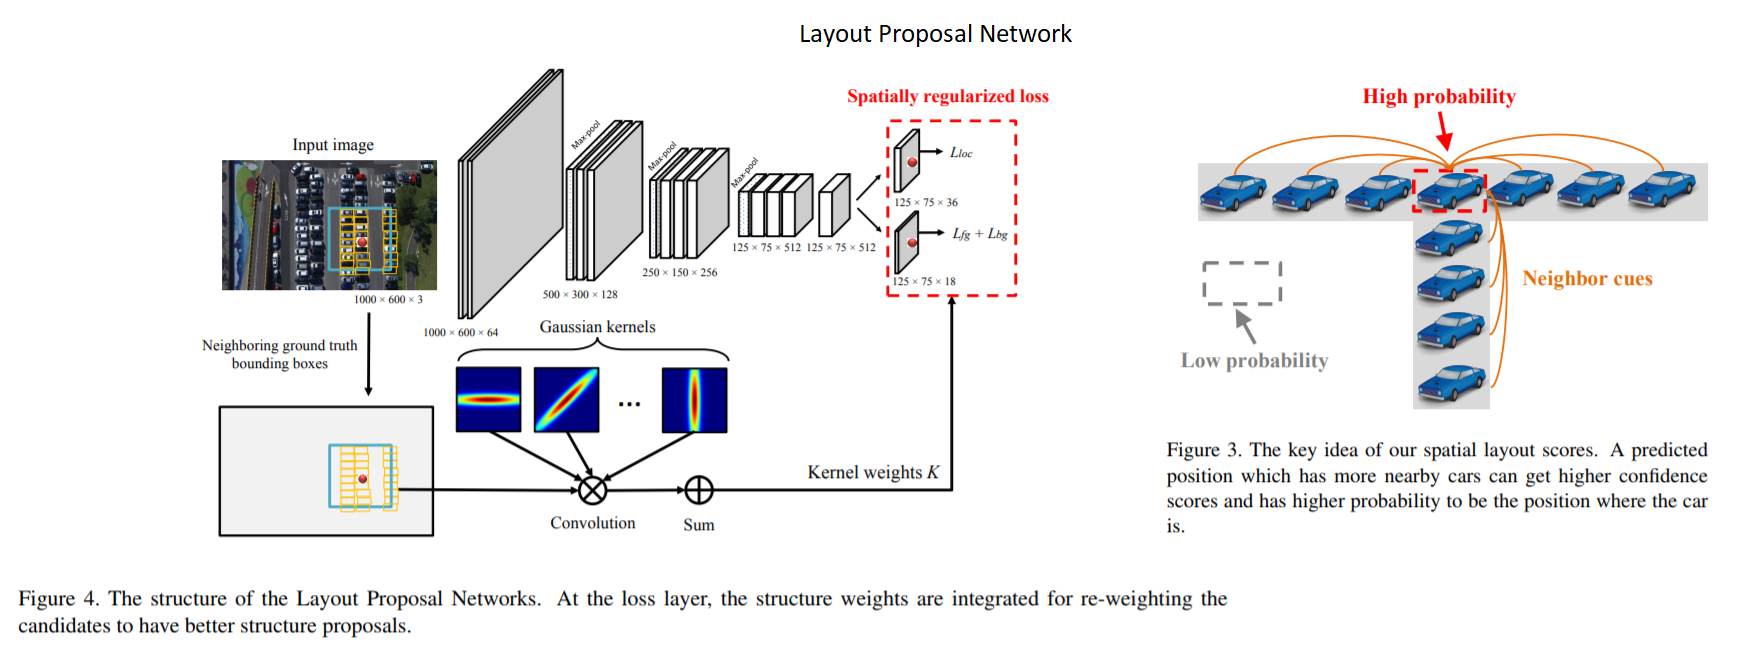 Layout Proposal Network
Spatially regularized loss
Input image
1000 × 600 × 3
1000 × 600 × 64
Max-pool
500 × 300 × 128
Max-pool
250 × 150 × 256
Max-pool
125 × 75 × 512
125 × 75 × 512
Lloc
125 × 75 × 36
Lfg + Lbg
125 × 75 × 18
Neighboring ground truth
bounding boxes
Gaussian kernels
...
Convolution
Sum
Kernel weights K
Figure 4. The structure of the Layout Proposal Networks. At the loss layer, the structure weights are integrated for re-weighting the
candidates to have better structure proposals.
High probability
Neighbor cues
Low probability
Figure 3. The key idea of our spatial layout scores. A predicted
position which has more nearby cars can get higher confidence
scores and has higher probability to be the position where the car
is.